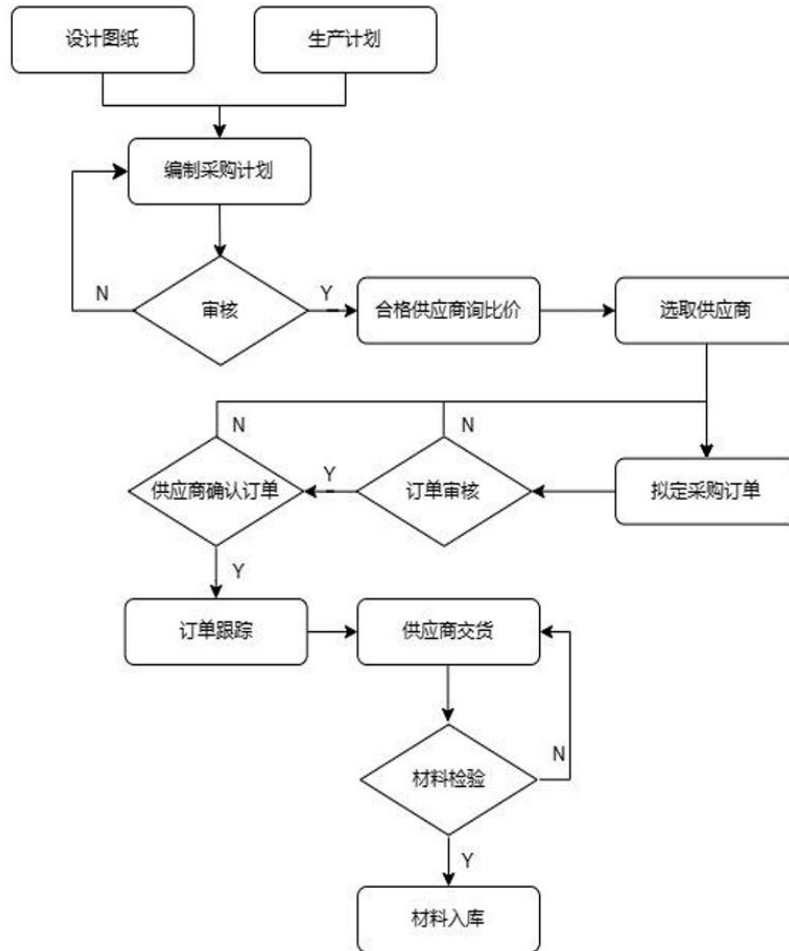 设计图纸
生产计划
编制采购计划
N
审核
Y
合格供应商询比价
选取供应商
N
N
供应商确认订单
Y
订单审核
拟定采购订单
Y
订单跟踪
供应商交货
N
材料检验
Y
材料入库